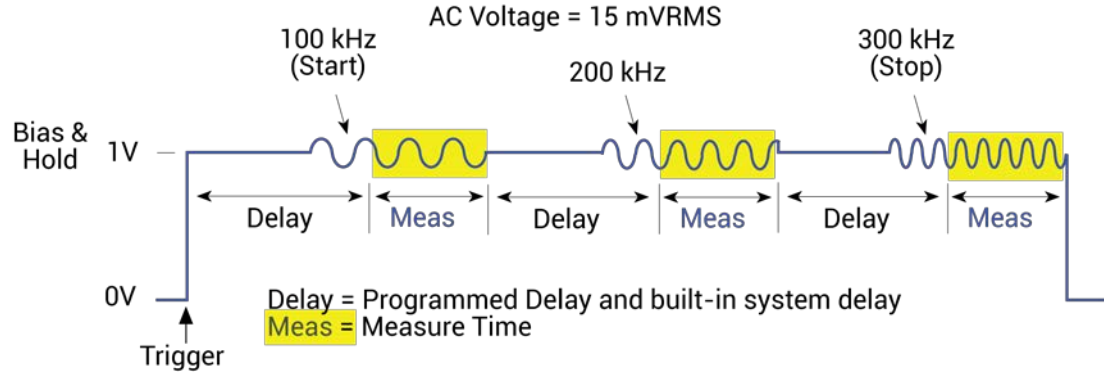 AC Voltage = 15 mVRMS
100 kHz
(Start)
200 kHz
300 kHz
(Stop)
Bias &
Hold
1V
Delay
Meas
Delay
Meas
Delay
Meas
0V
Delay = Programmed Delay and built-in system delay
Meas = Measure Time
Trigger